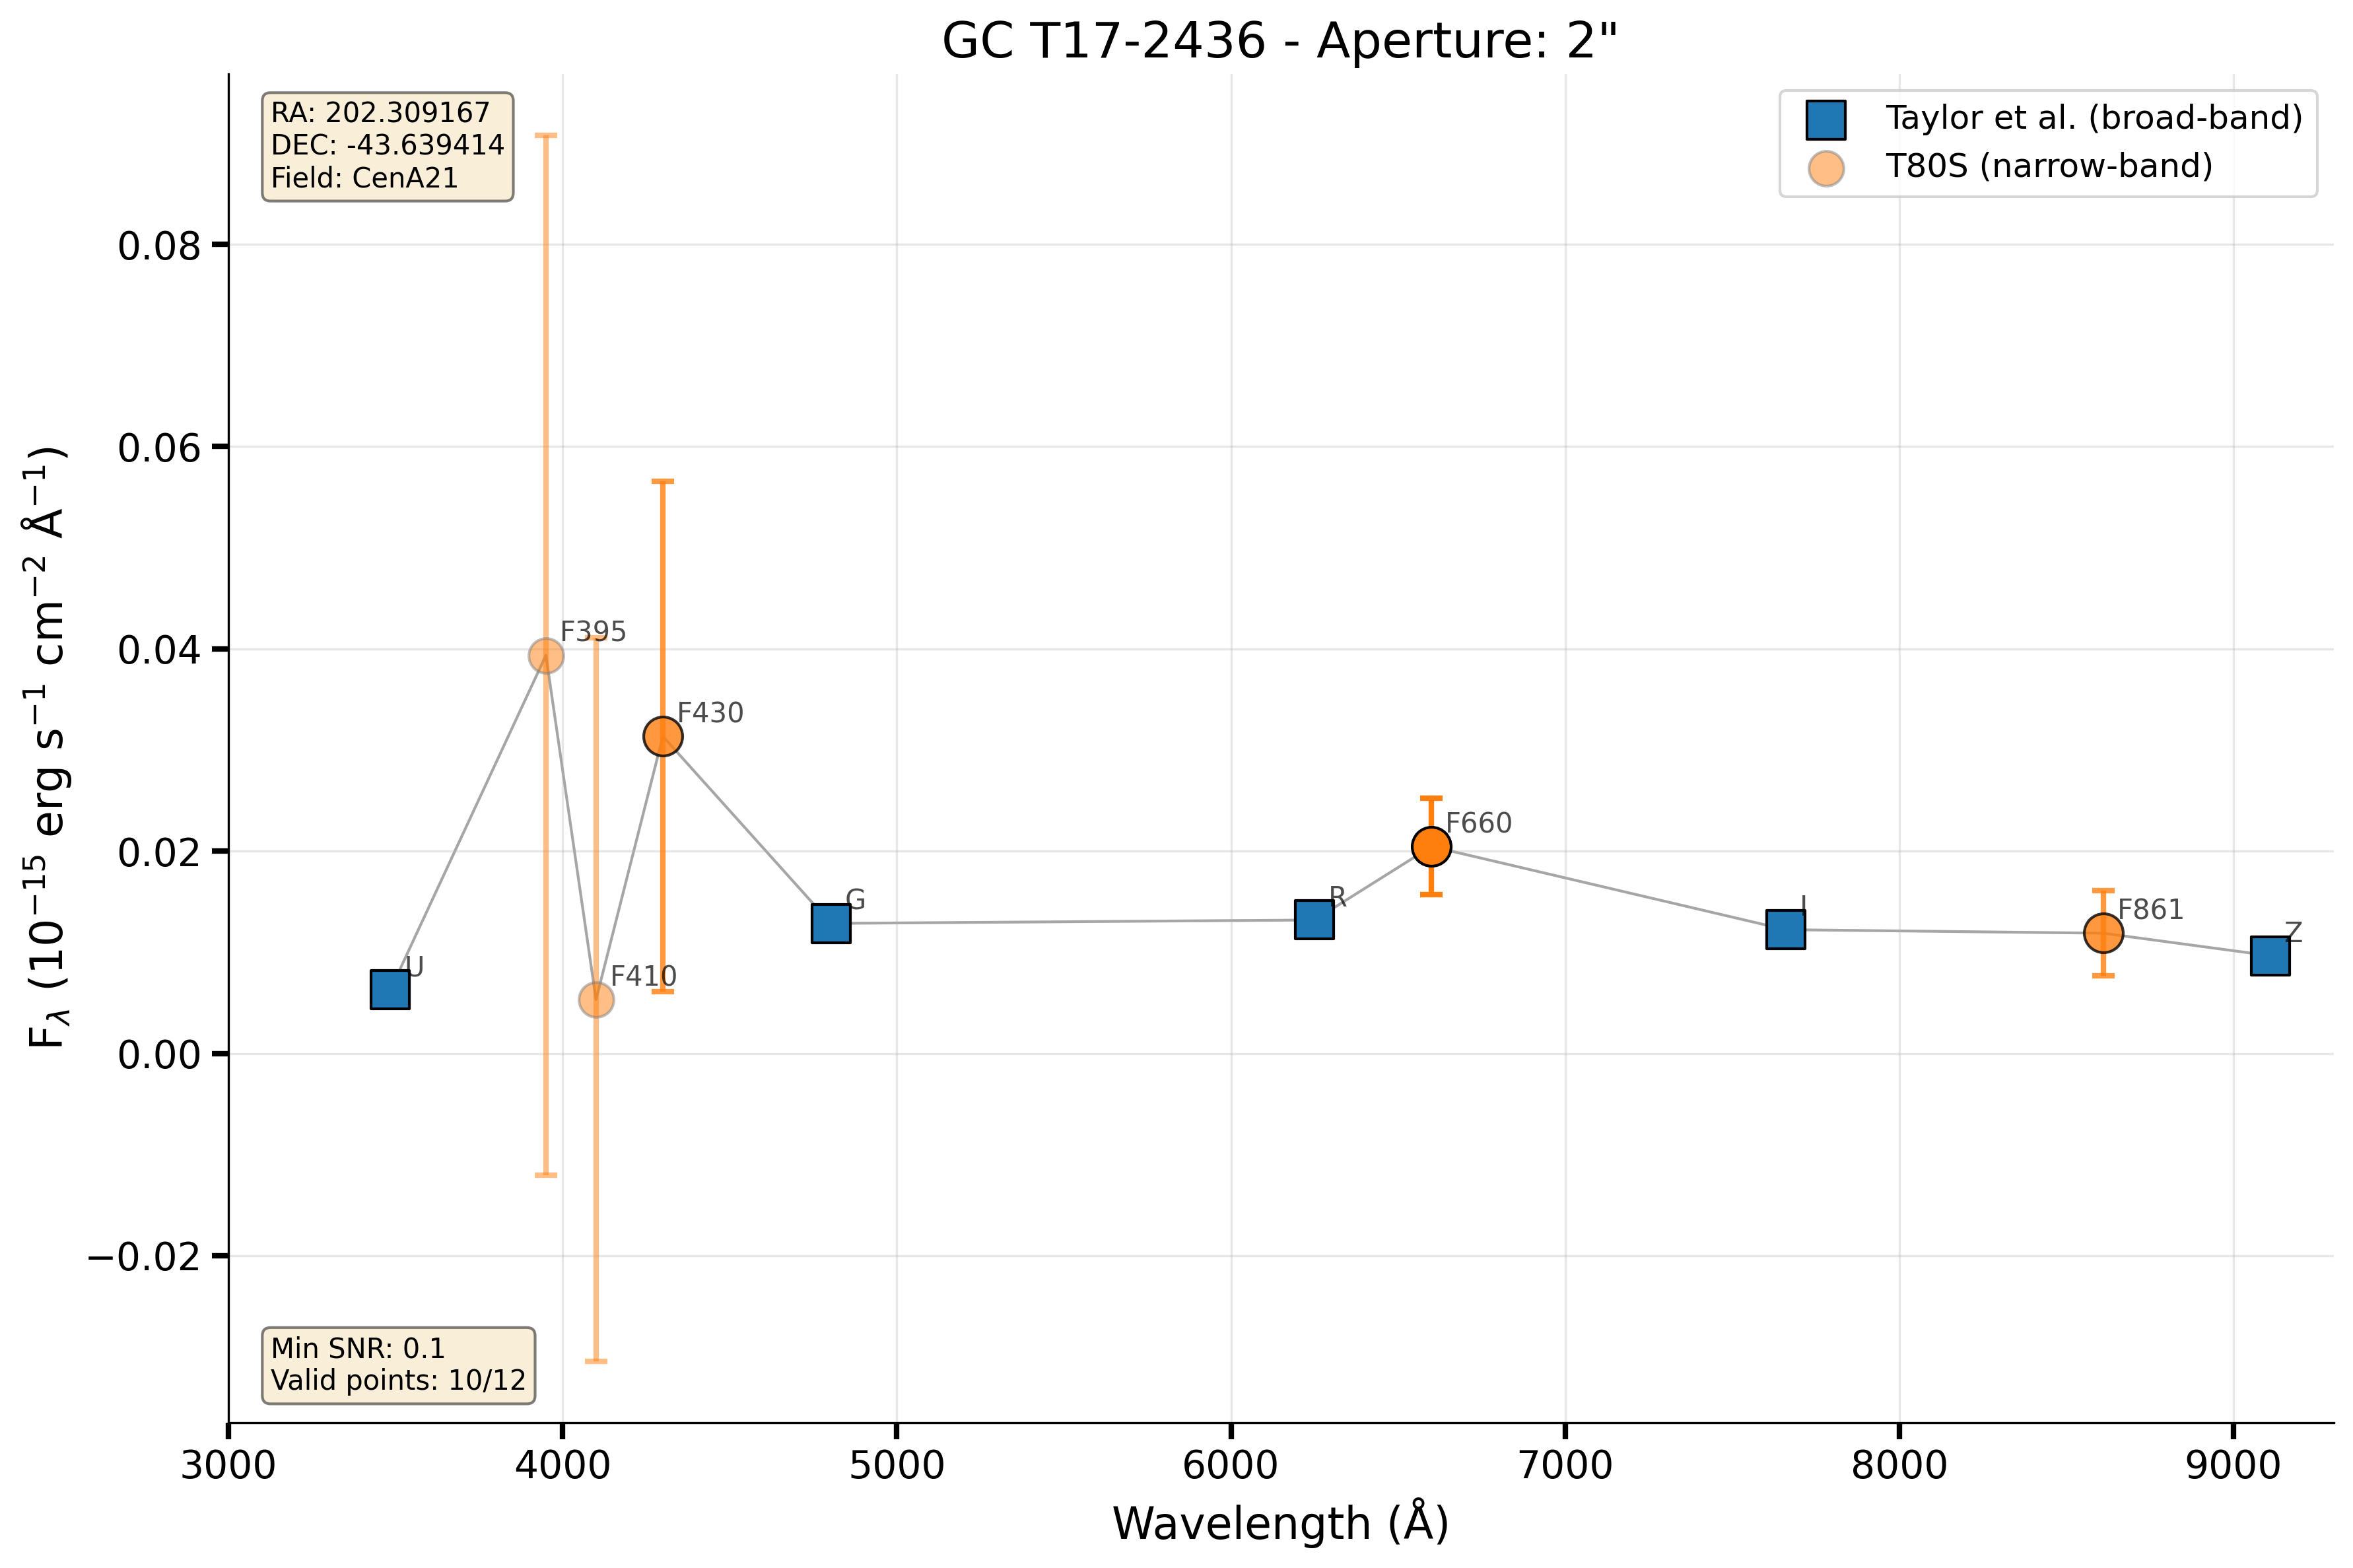 GC T17-2436 - Aperture: 2"
RA: 202.309167
DEC: -43.639414
Field: CenA21
Taylor et al. (broad-band)
T80S (narrow-band)
F_λ (10⁻¹⁵ erg s⁻¹ cm⁻² Å⁻¹)
0.08
0.06
0.04
0.02
0.00
−0.02
U
F395
F410
F430
G
R
F660
I
F861
Z
Min SNR: 0.1
Valid points: 10/12
3000 4000 5000 6000 7000 8000 9000
Wavelength (Å)